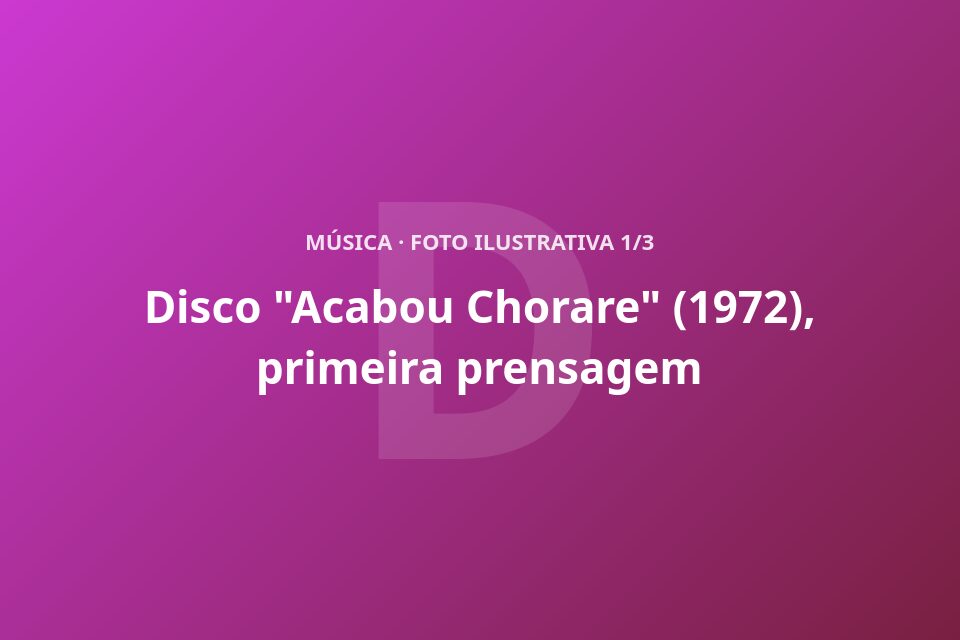 MÚSICA · FOTO ILUSTRATIVA 1/3
D
Disco "Acabou Chorare" (1972),
primeira prensagem